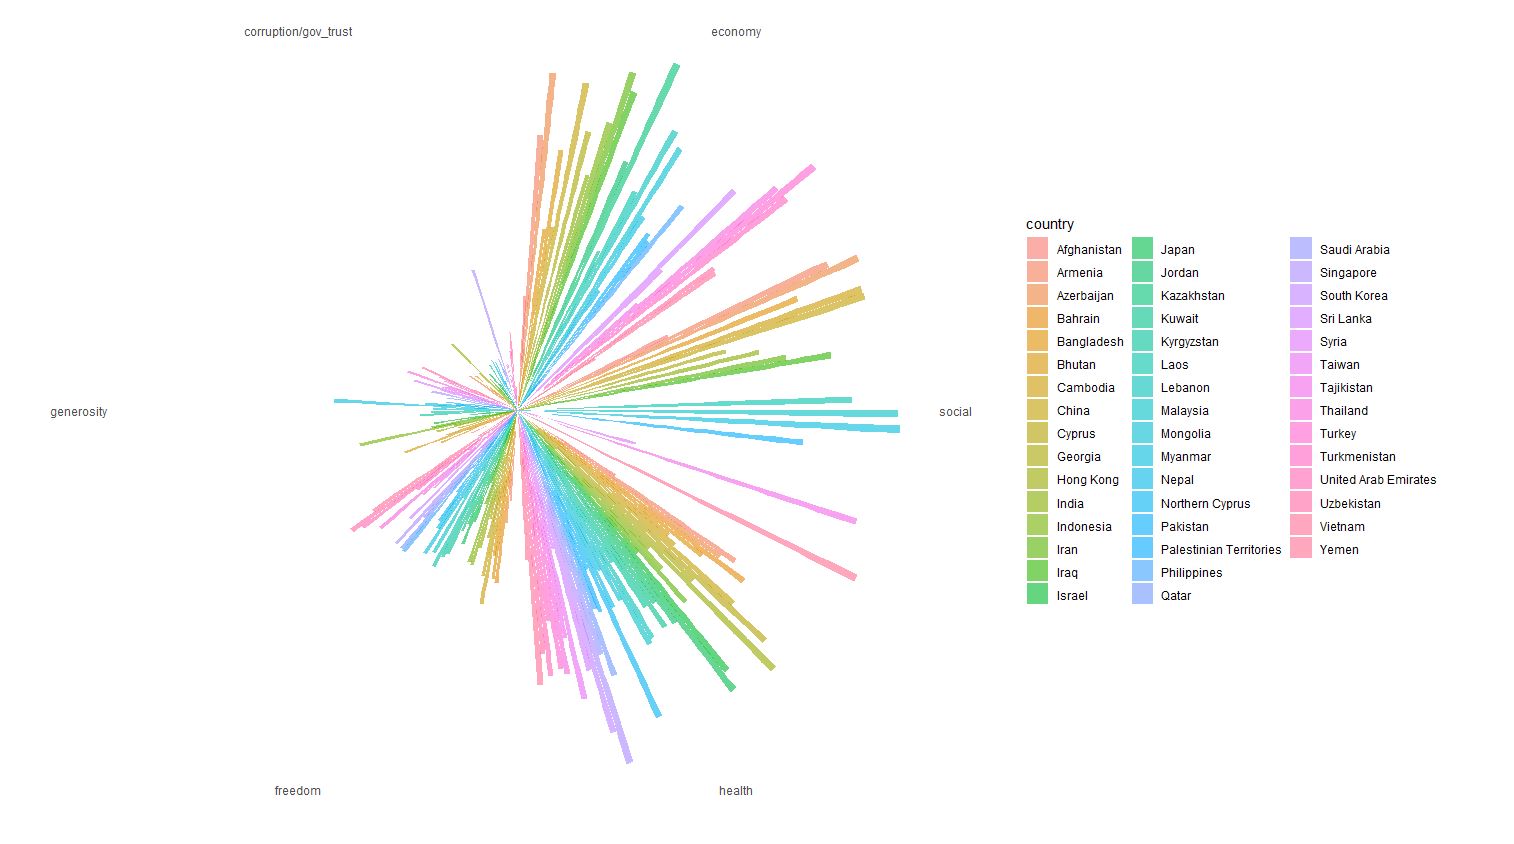 corruption/gov_trust
economy
generosity
social
freedom
health
country
Afghanistan
Armenia
Azerbaijan
Bahrain
Bangladesh
Bhutan
Cambodia
China
Cyprus
Georgia
Hong Kong
India
Indonesia
Iran
Iraq
Israel
Japan
Jordan
Kazakhstan
Kuwait
Kyrgyzstan
Laos
Lebanon
Malaysia
Mongolia
Myanmar
Nepal
Northern Cyprus
Pakistan
Palestinian Territories
Philippines
Qatar
Saudi Arabia
Singapore
South Korea
Sri Lanka
Syria
Taiwan
Tajikistan
Thailand
Turkey
Turkmenistan
United Arab Emirates
Uzbekistan
Vietnam
Yemen